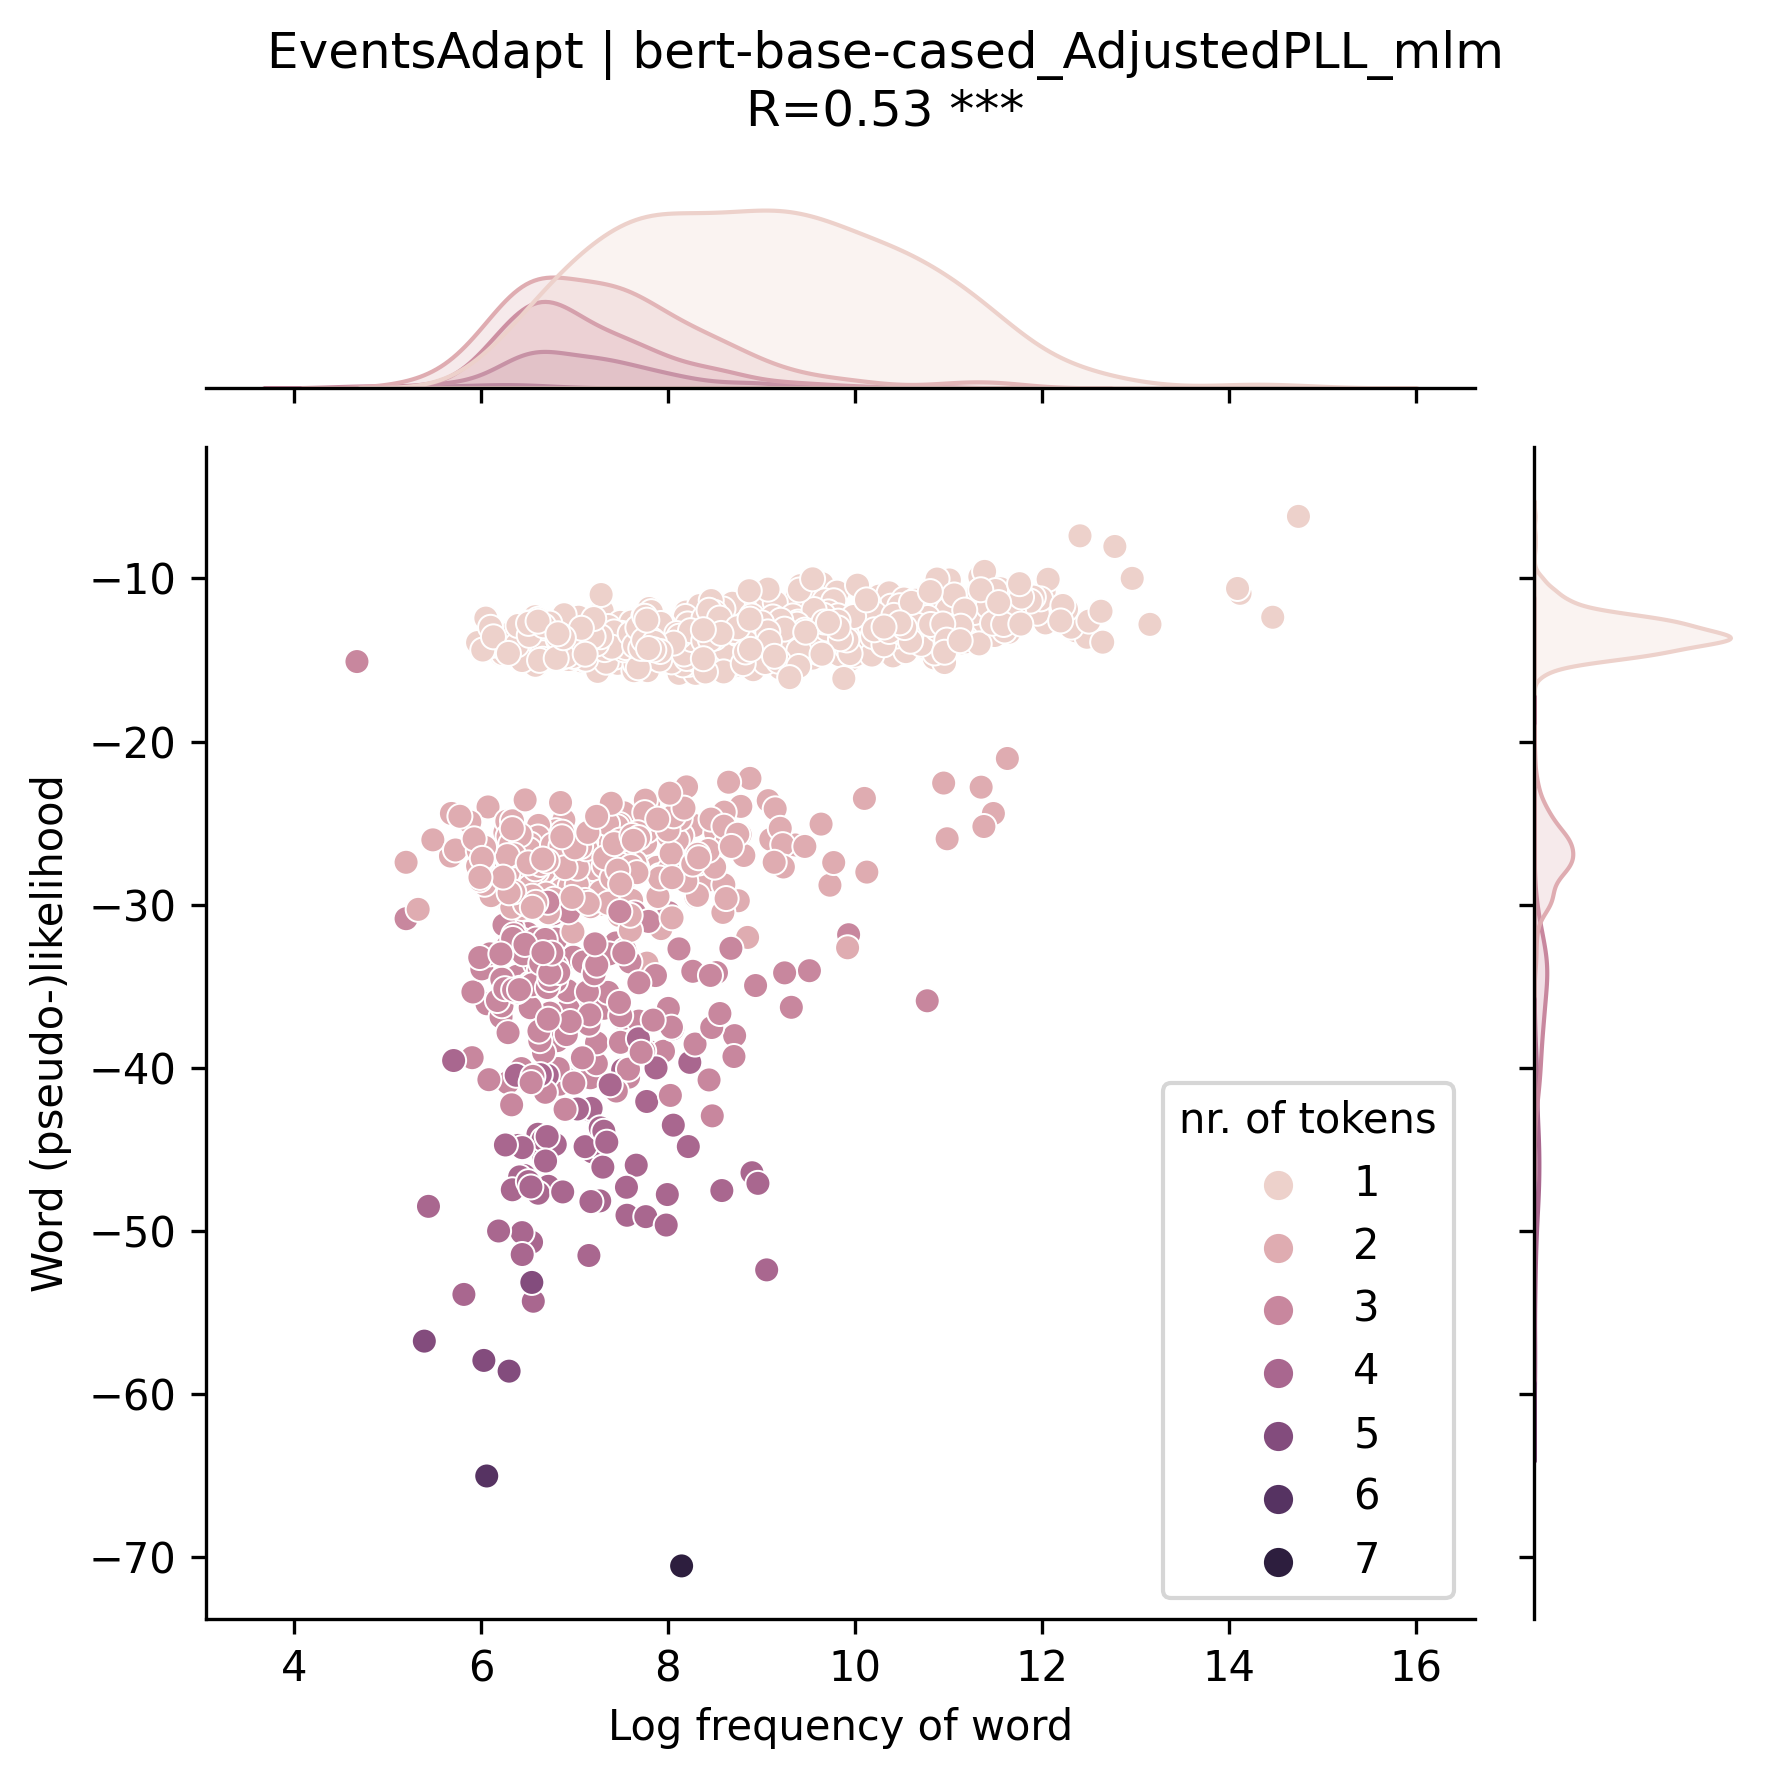 EventsAdapt | bert-base-cased_AdjustedPLL_mlm
R=0.53 ***
Word (pseudo-)likelihood
−10
−20
−30
−40
−50
−60
−70
nr. of tokens
1
2
3
4
5
6
7
4 6 8 10 12 14 16
Log frequency of word